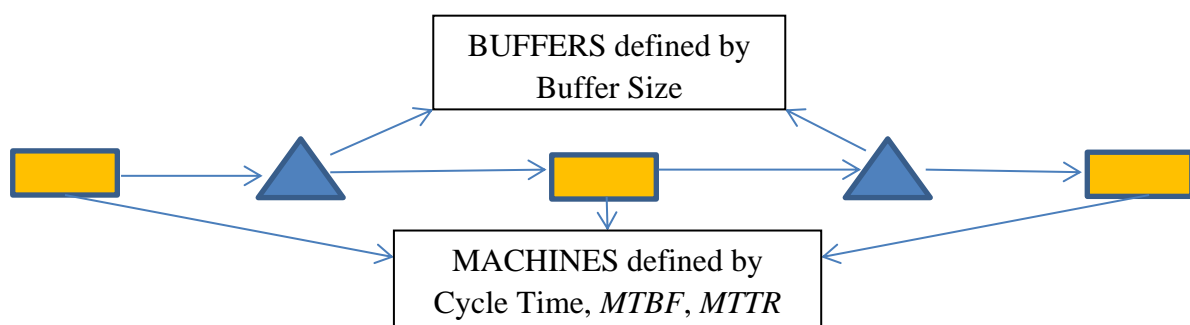 BUFFERS defined by
Buffer Size
MACHINES defined by
Cycle Time, MTBF, MTTR